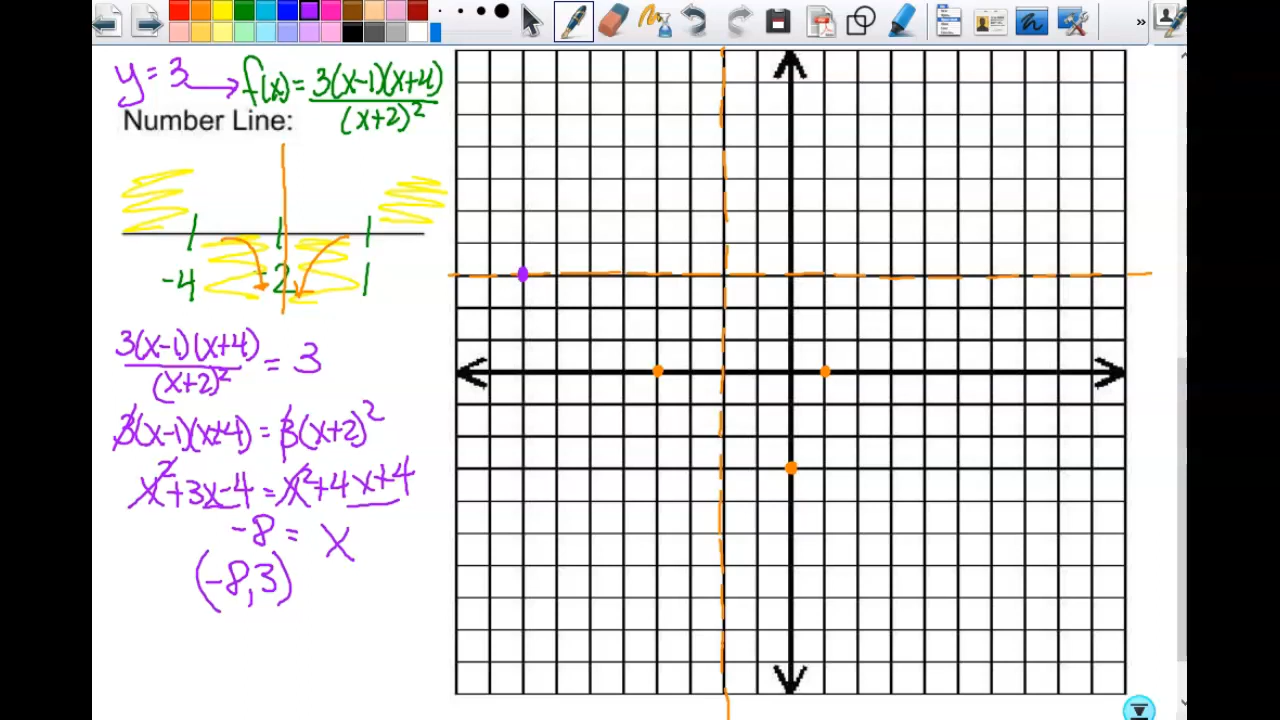 y = 3 → f(x) = 3(x-1)(x+4) / (x+2)²
Number Line:
-4 -2 1
3(x-1)(x+4) / (x+2)² = 3
3(x-1)(x+4) = 3(x+2)²
x²+3x-4 = x²+4x+4
-8 = x
(-8,3)
»